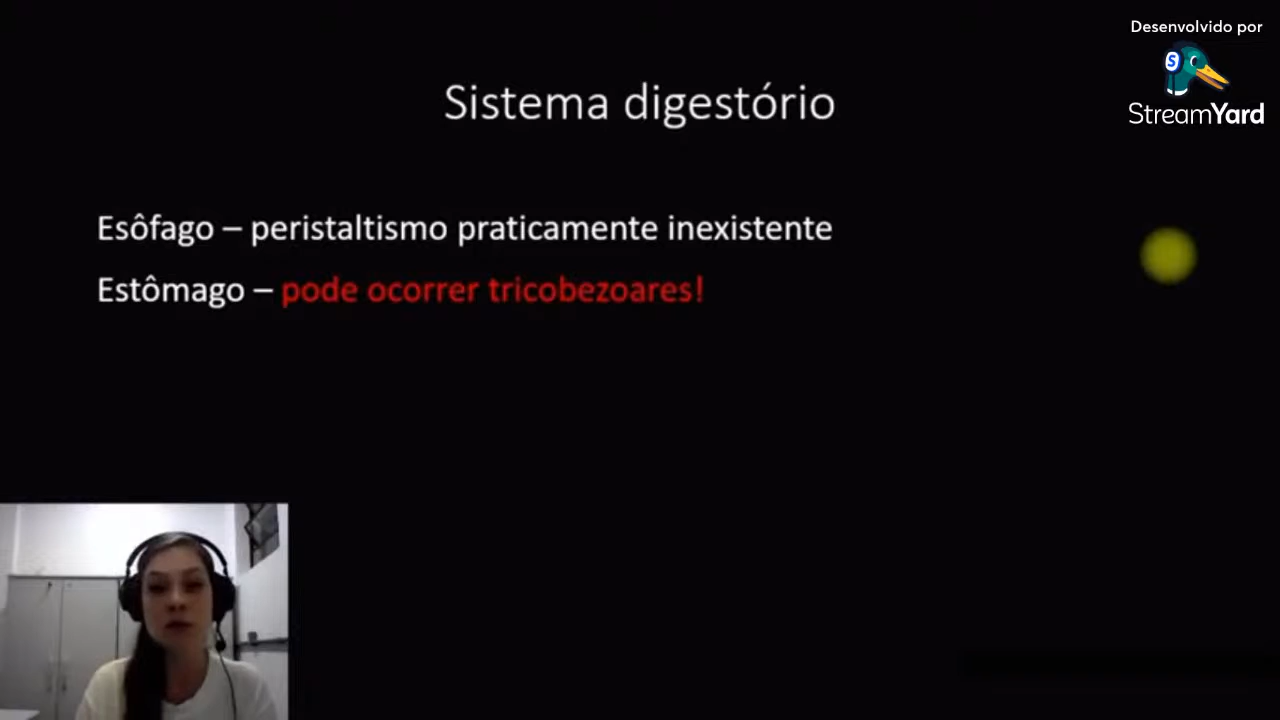 Desenvolvido por
S
StreamYard
Sistema digestório
Esôfago – peristaltismo praticamente inexistente
Estômago – pode ocorrer tricobezoares!